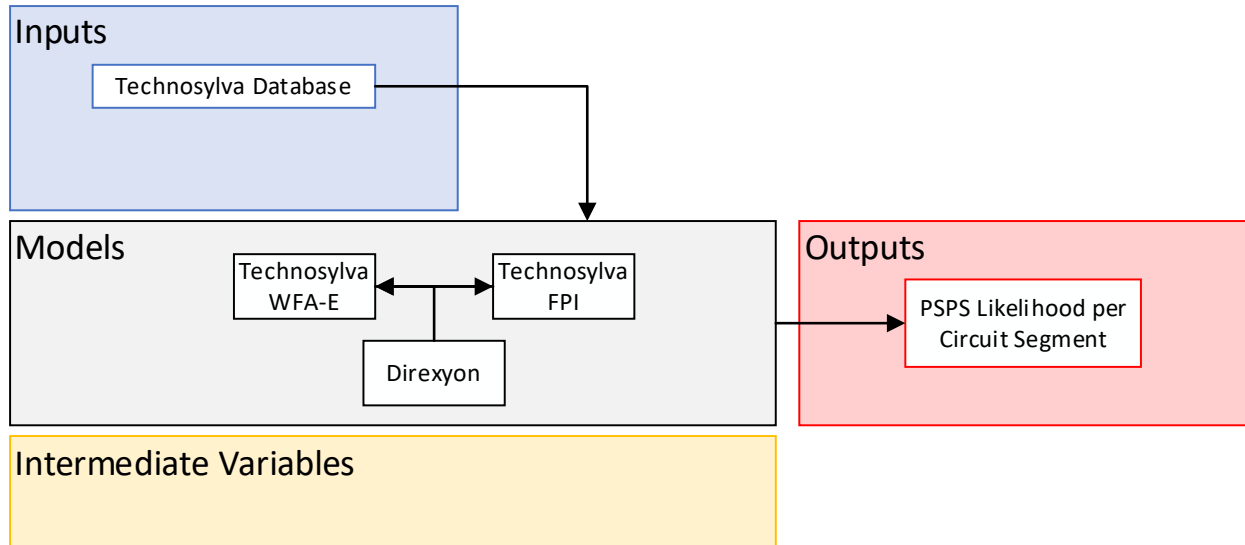 Inputs
Technosylva Database
Models
Technosylva
WFA-E
Technosylva
FPI
Direxyon
Outputs
PSPS Likelihood per
Circuit Segment
Intermediate Variables